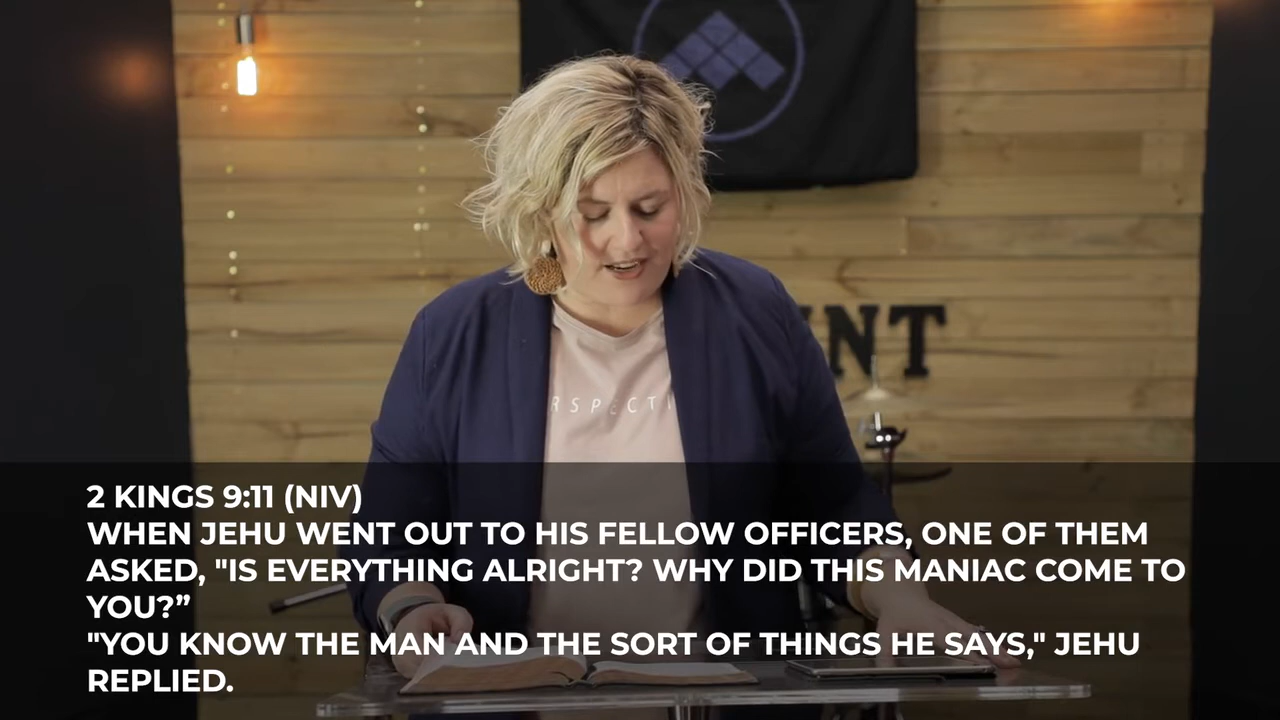 NT
RSPECTI
2 KINGS 9:11 (NIV)
WHEN JEHU WENT OUT TO HIS FELLOW OFFICERS, ONE OF THEM
ASKED, "IS EVERYTHING ALRIGHT? WHY DID THIS MANIAC COME TO
YOU?”
"YOU KNOW THE MAN AND THE SORT OF THINGS HE SAYS," JEHU
REPLIED.